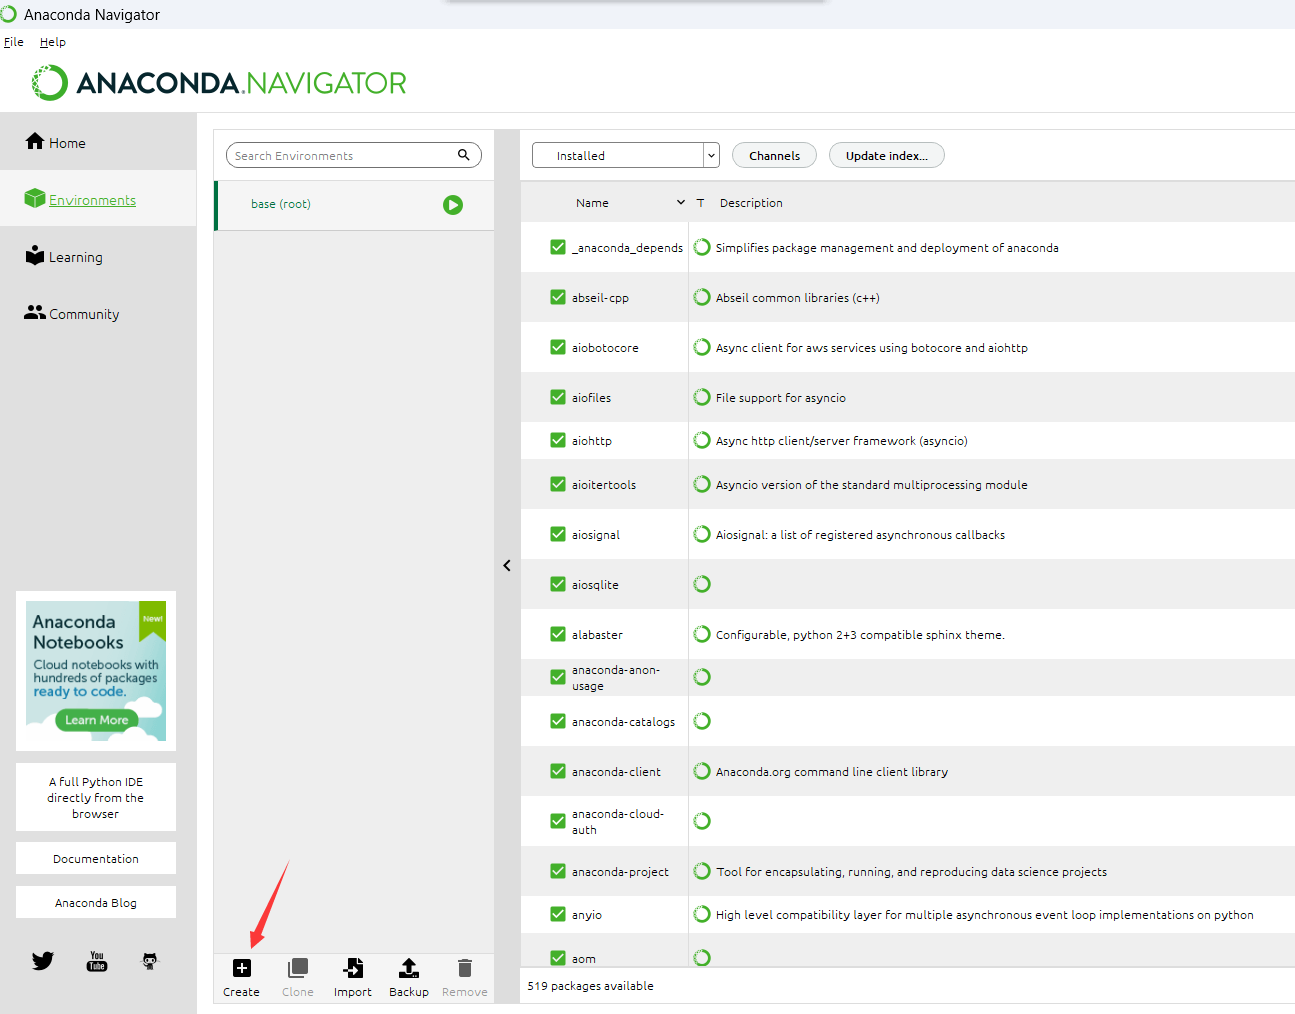 Anaconda Navigator
File Help
ANACONDA.NAVIGATOR
Home
Environments
Learning
Community
Anaconda
Notebooks
New!
Cloud notebooks with
hundreds of packages
ready to code.
Learn More
A full Python IDE
directly from the
browser
Documentation
Anaconda Blog
You
Tube
Search Environments
base (root)
Create Clone Import Backup Remove
Installed Channels Update index...
Name T Description
_anaconda_depends Simplifies package management and deployment of anaconda
abseil-cpp Abseil common libraries (c++)
aiobotocore Async client for aws services using botocore and aiohttp
aiofiles File support for asyncio
aiohttp Async http client/server framework (asyncio)
aioitertools Asyncio version of the standard multiprocessing module
aiosignal Aiosignal: a list of registered asynchronous callbacks
aiosqlite
alabaster Configurable, python 2+3 compatible sphinx theme.
anaconda-anon-
usage
anaconda-catalogs
anaconda-client Anaconda.org command line client library
anaconda-cloud-
auth
anaconda-project Tool for encapsulating, running, and reproducing data science projects
anyio High level compatibility layer for multiple asynchronous event loop implementations on python
aom
519 packages available